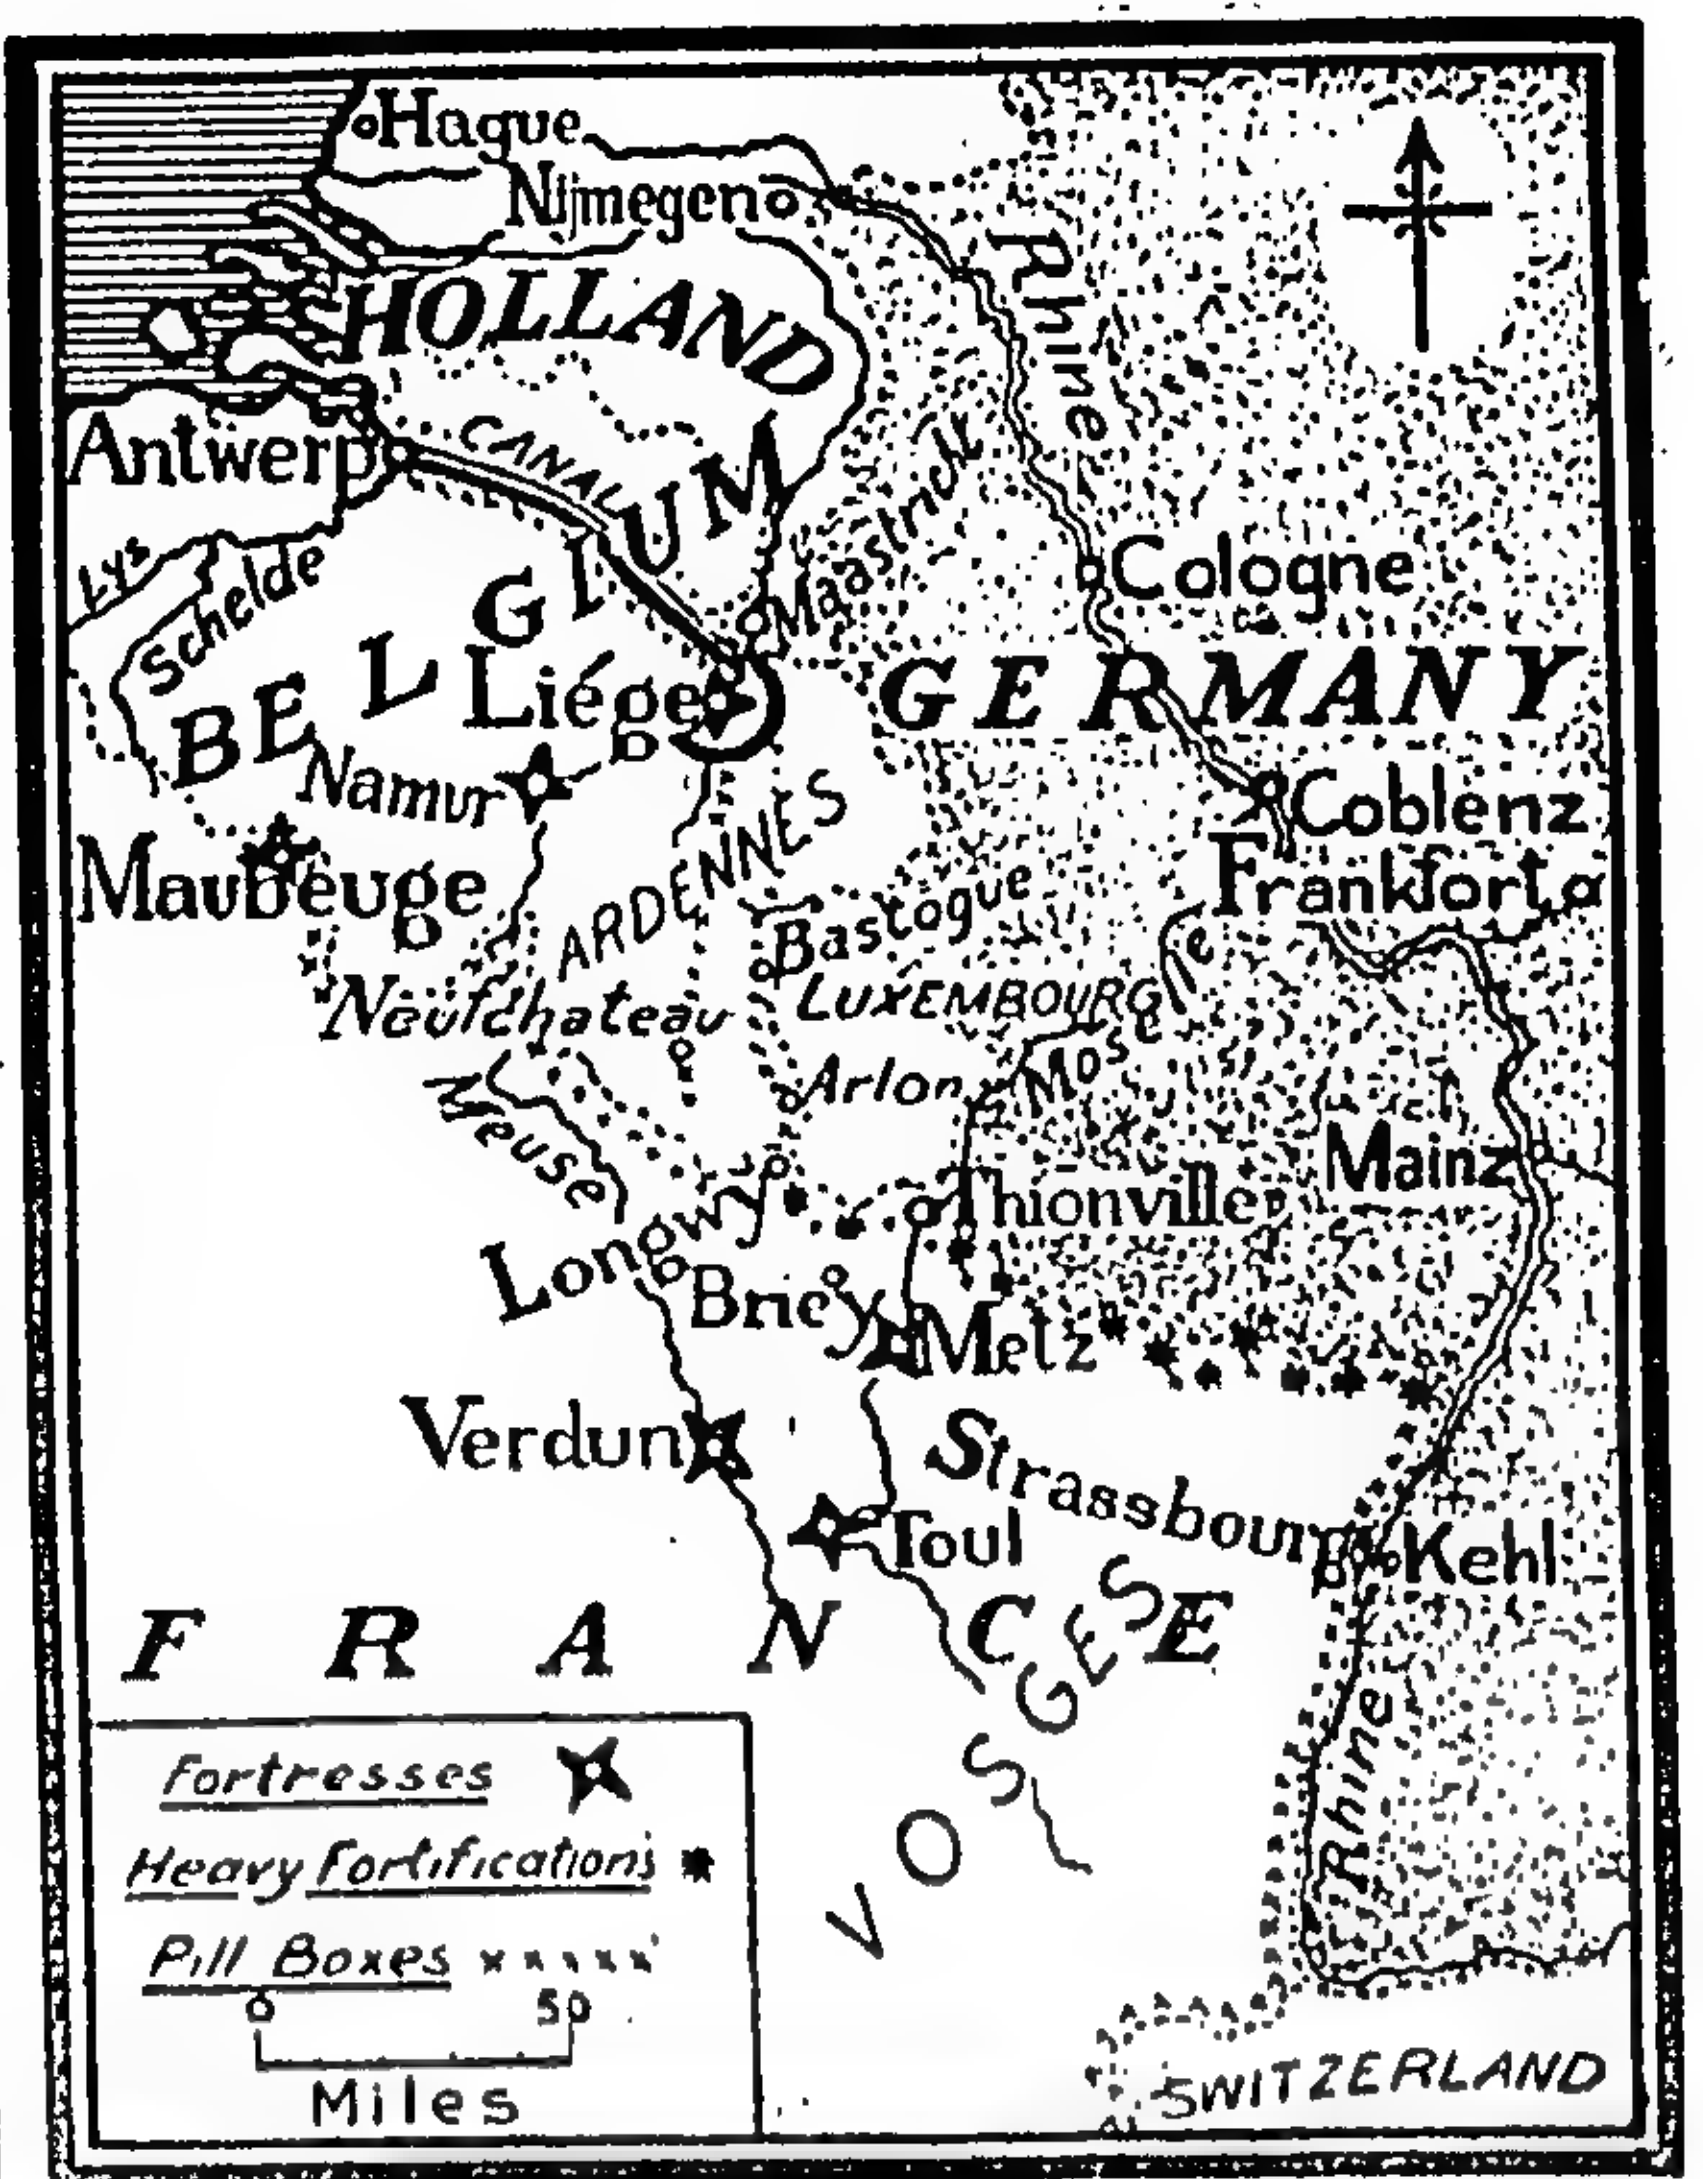 Hague
Nijmegen
HOLLAND
Rhine
CANAL
Antwerp
Maastricht
Lys
Schelde
Cologne
BELGIUM
Liége
GERMANY
Namur
Coblenz
ARDENNES
Maubeuge
Frankfort
Bastogue
Neufchateau
LUXEMBOURG
Moselle
Arlon
Meuse
Mainz
Thionville
Longwy
Briey
Metz
Verdun
Strassbourg
Toul
Kehl
FRANCE
VOSGES
Rhine
Fortresses
Heavy Fortifications
Pill Boxes
0 50
Miles
SWITZERLAND